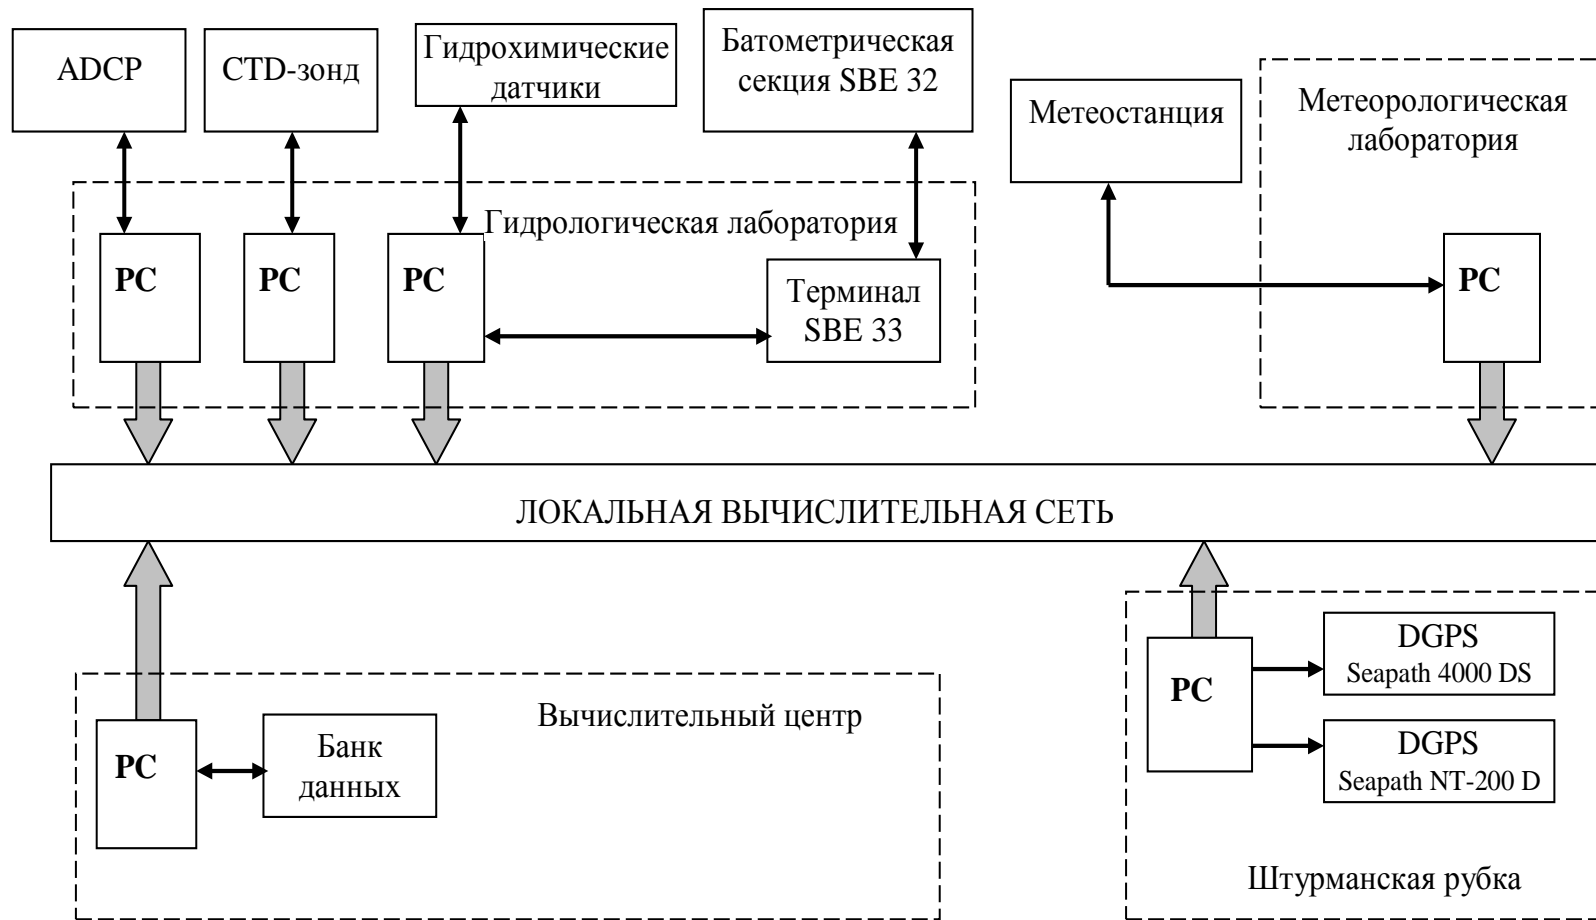 ADCP
CTD-зонд
Гидрохимические
датчики
Батометрическая
секция SBE 32
Метеостанция
Метеорологическая
лаборатория
Гидрологическая лаборатория
PC
PC
PC
Терминал
SBE 33
PC
ЛОКАЛЬНАЯ ВЫЧИСЛИТЕЛЬНАЯ СЕТЬ
Вычислительный центр
PC
Банк
данных
PC
DGPS
Seapath 4000 DS
DGPS
Seapath NT-200 D
Штурманская рубка